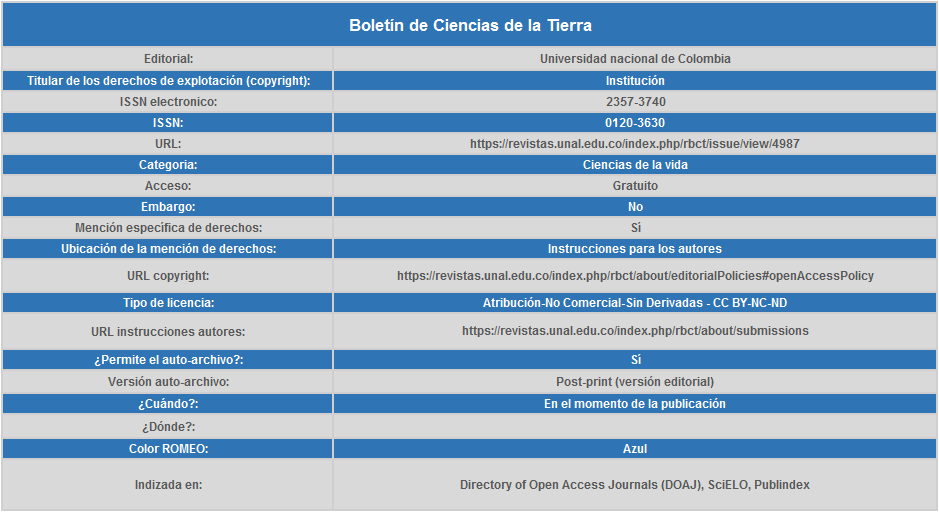 Boletín de Ciencias de la Tierra
Editorial: Universidad nacional de Colombia
Titular de los derechos de explotación (copyright): Institución
ISSN electronico: 2357-3740
ISSN: 0120-3630
URL: https://revistas.unal.edu.co/index.php/rbct/issue/view/4987
Categoria: Ciencias de la vida
Acceso: Gratuito
Embargo: No
Mención específica de derechos: Sí
Ubicación de la mención de derechos: Instrucciones para los autores
URL copyright: https://revistas.unal.edu.co/index.php/rbct/about/editorialPolicies#openAccessPolicy
Tipo de licencia: Atribución-No Comercial-Sin Derivadas - CC BY-NC-ND
URL instrucciones autores: https://revistas.unal.edu.co/index.php/rbct/about/submissions
¿Permite el auto-archivo?: Sí
Versión auto-archivo: Post-print (versión editorial)
¿Cuándo?: En el momento de la publicación
¿Dónde?:
Color ROMEO: Azul
Indizada en: Directory of Open Access Journals (DOAJ), SciELO, Publindex